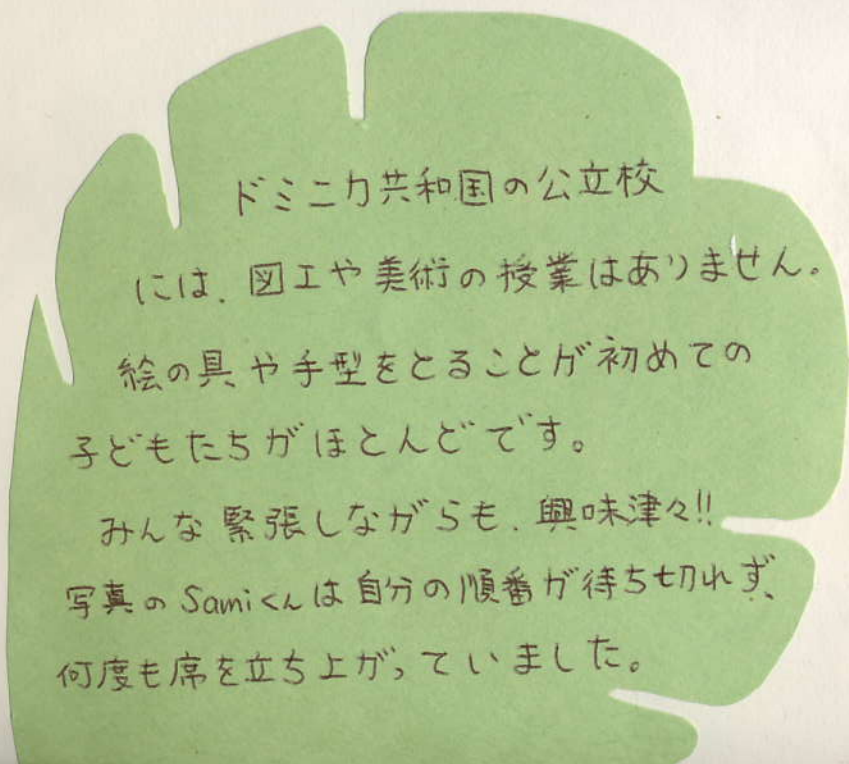 ドミニカ共和国の公立校
には、図工や美術の授業はありません。
絵の具や手型をとることが初めての
子どもたちがほとんどです。
みんな緊張しながらも、興味津々!!
写真のSamiくんは自分の順番が待ち切れず、
何度も席を立ち上がっていました。